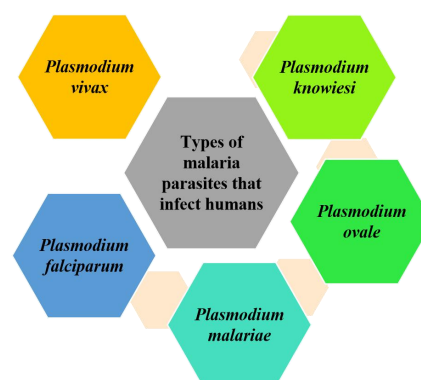 Plasmodium
vivax
Plasmodium
knowiesi
Types of
malaria
parasites that
infect humans
Plasmodium
ovale
Plasmodium
falciparum
Plasmodium
malariae